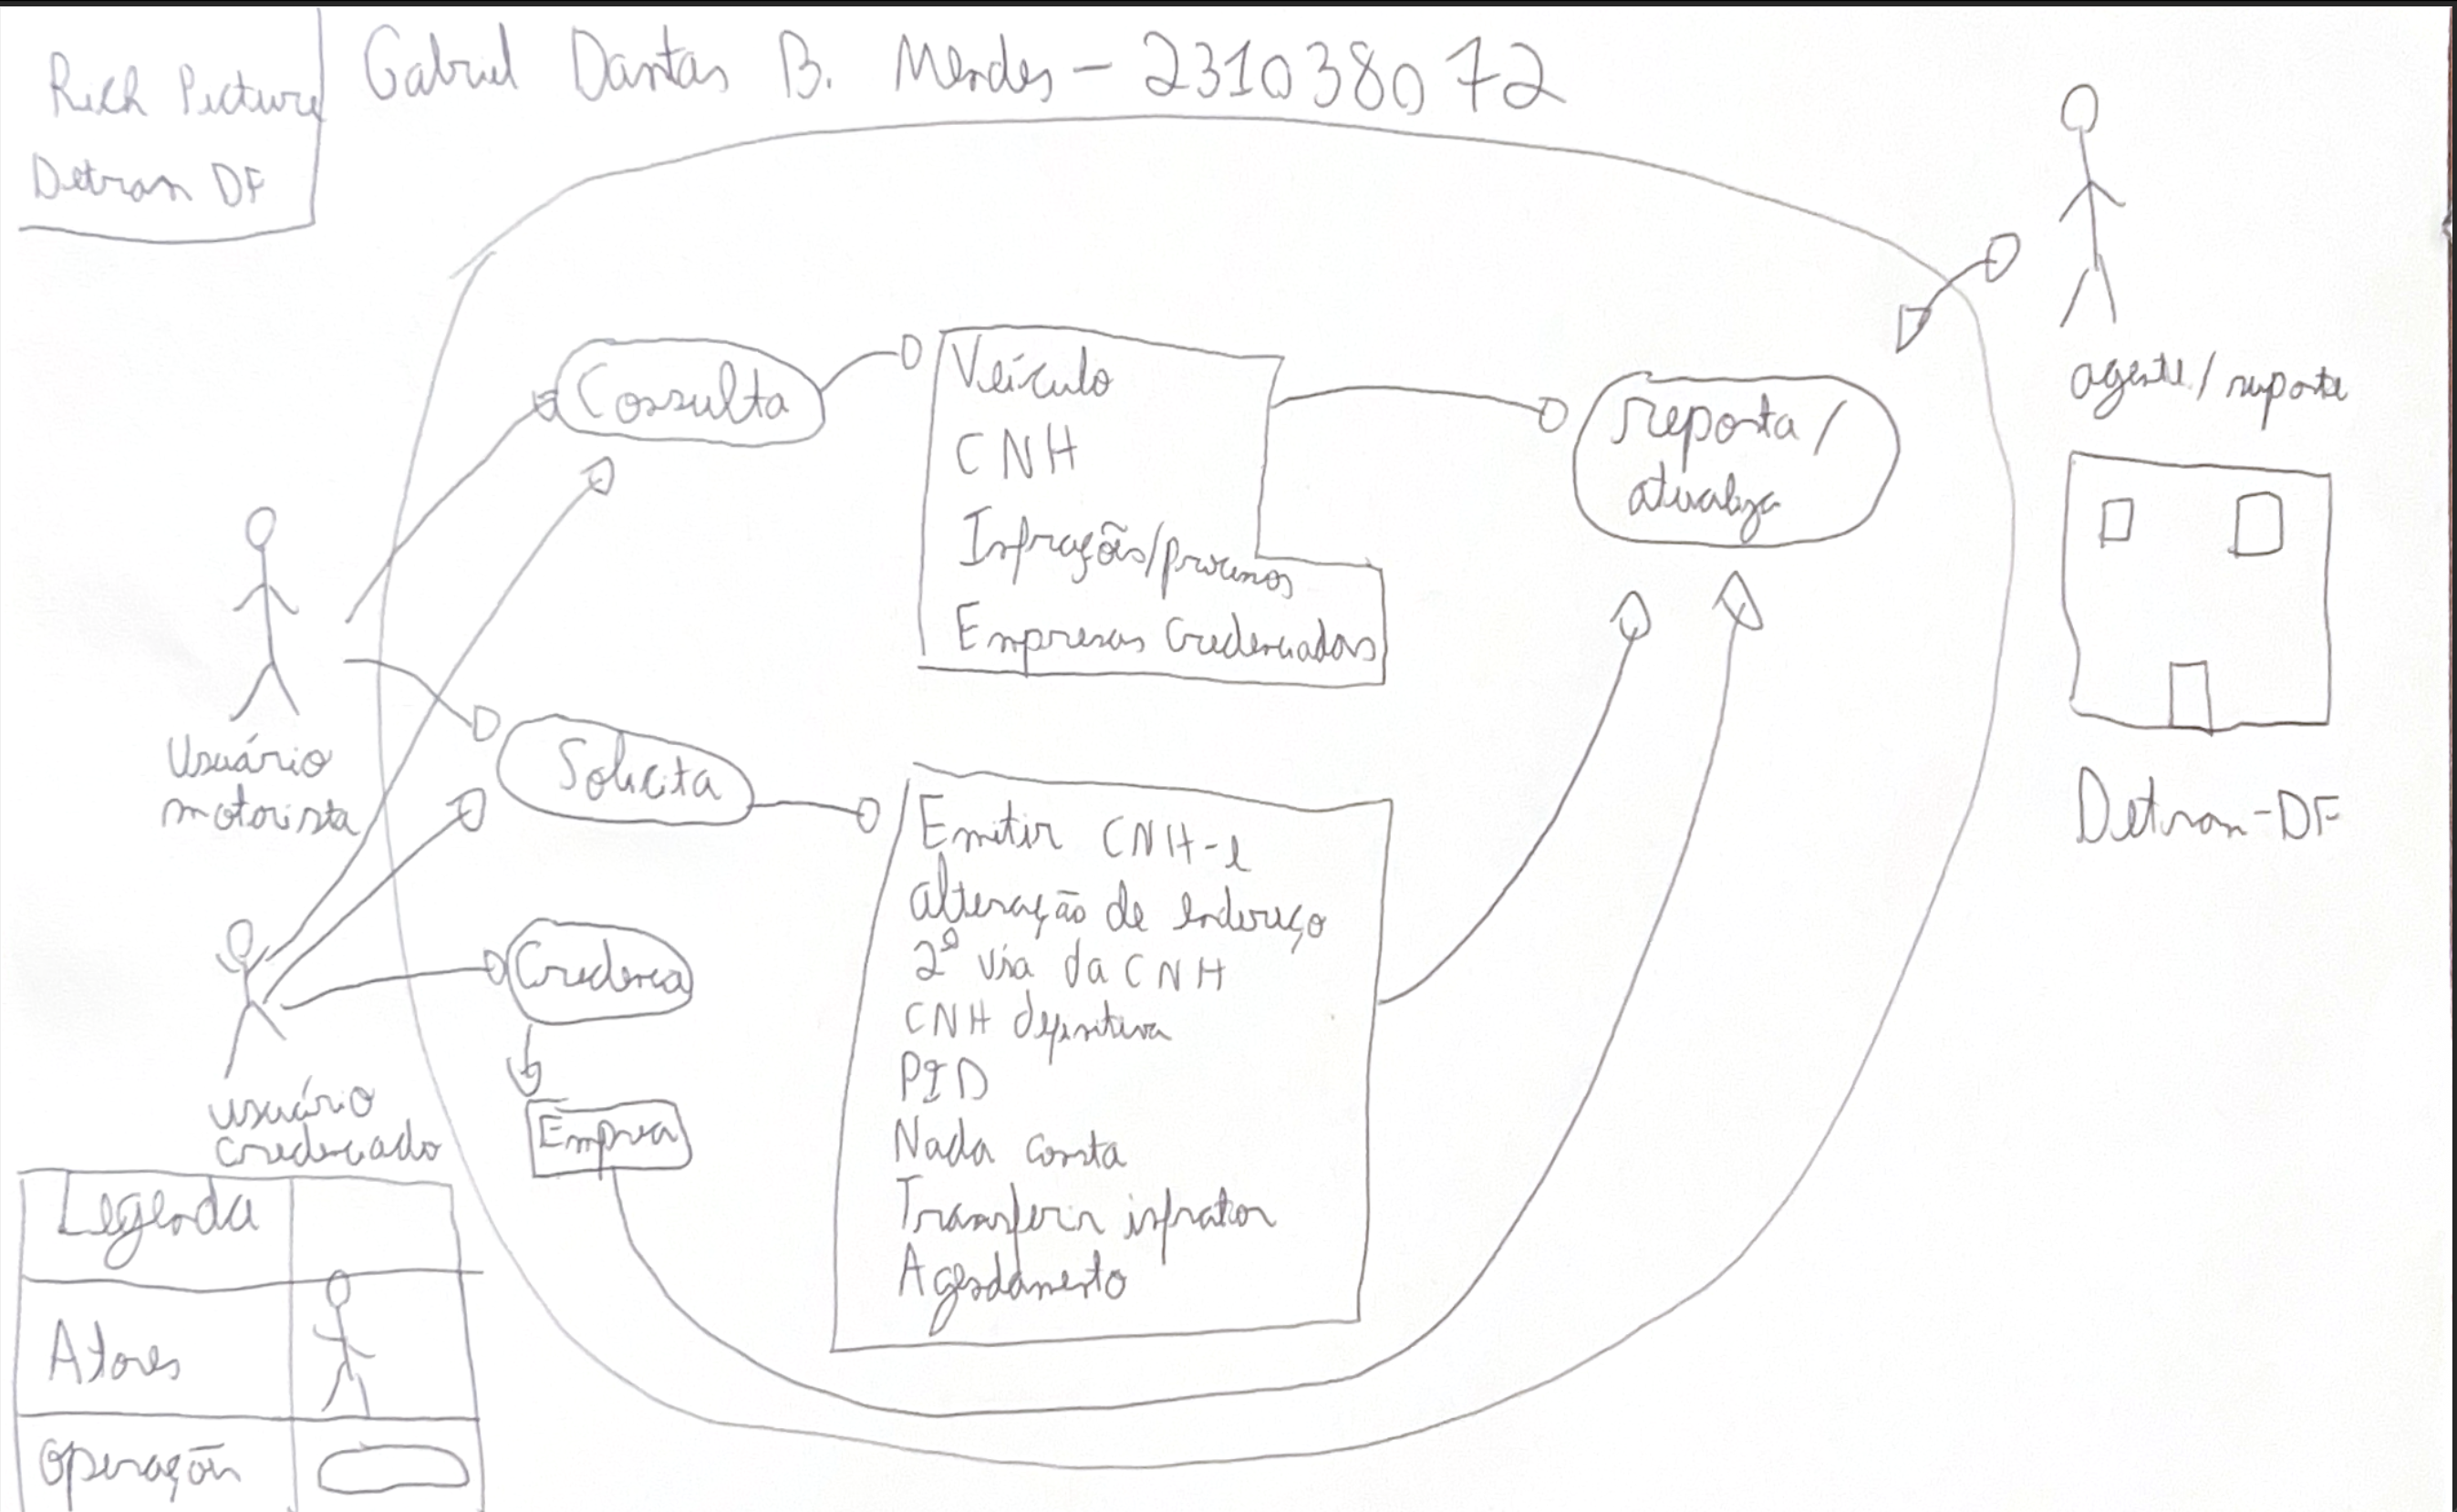 Rich Picture
Detran DF
Gabriel Dantas B. Mendes - 231038072
Consulta
Veículo
CNH
Infrações/processos
Empresas Credenciadas
reposta/
atualiza
agente/suporte
Detran-DF
Usuário
motorista
Solicita
Emitir CNH-e
alteração de endereço
2ª via da CNH
CNH definitiva
PID
Nada consta
Transferir infrator
Agendamento
Credencia
Empresa
usuário
credenciado
Legenda
Atores
Operações